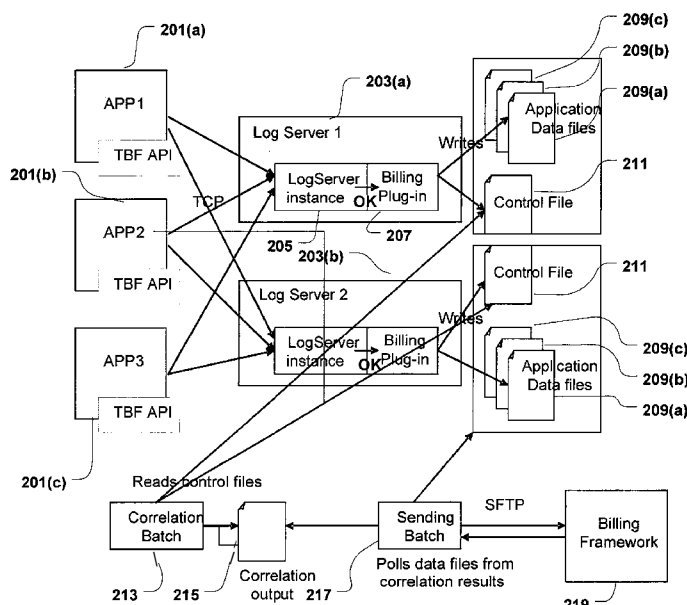 201(a)
APP1
TBF API
201(b)
APP2
TBF API
APP3
TBF API
201(c)
TCP
203(a)
Log Server 1
LogServer
instance
OK
Billing
Plug-in
205
207
203(b)
Log Server 2
LogServer
instance
OK
Billing
Plug-in
Writes
Writes
209(c)
209(b)
209(a)
Application
Data files
211
Control File
Control File
211
209(c)
209(b)
209(a)
Application
Data files
Reads control files
Correlation
Batch
213
215
Correlation
output
Sending
Batch
217
Polls data files from
correlation results
SFTP
Billing
Framework
219